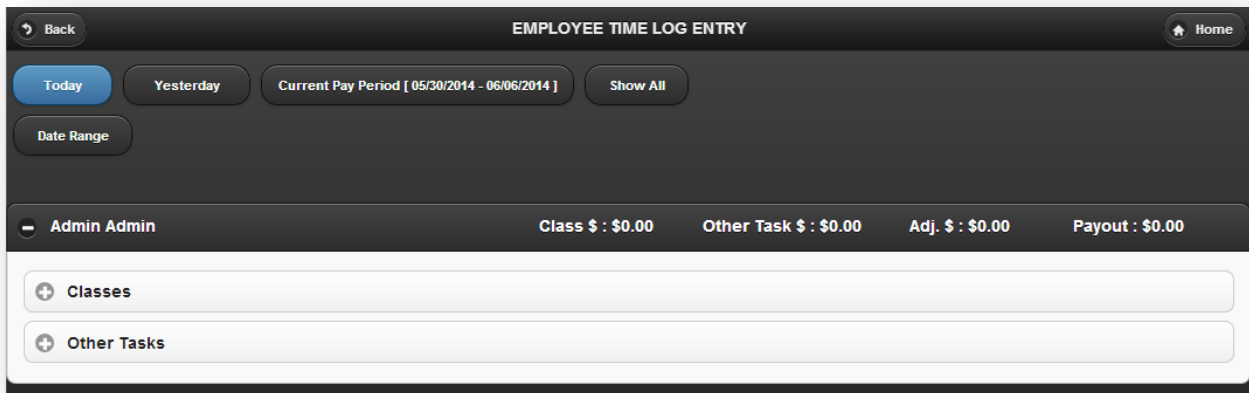 Back EMPLOYEE TIME LOG ENTRY Home
Today Yesterday Current Pay Period [ 05/30/2014 - 06/06/2014 ] Show All
Date Range
Admin Admin Class $ : $0.00 Other Task $ : $0.00 Adj. $ : $0.00 Payout : $0.00
Classes
Other Tasks